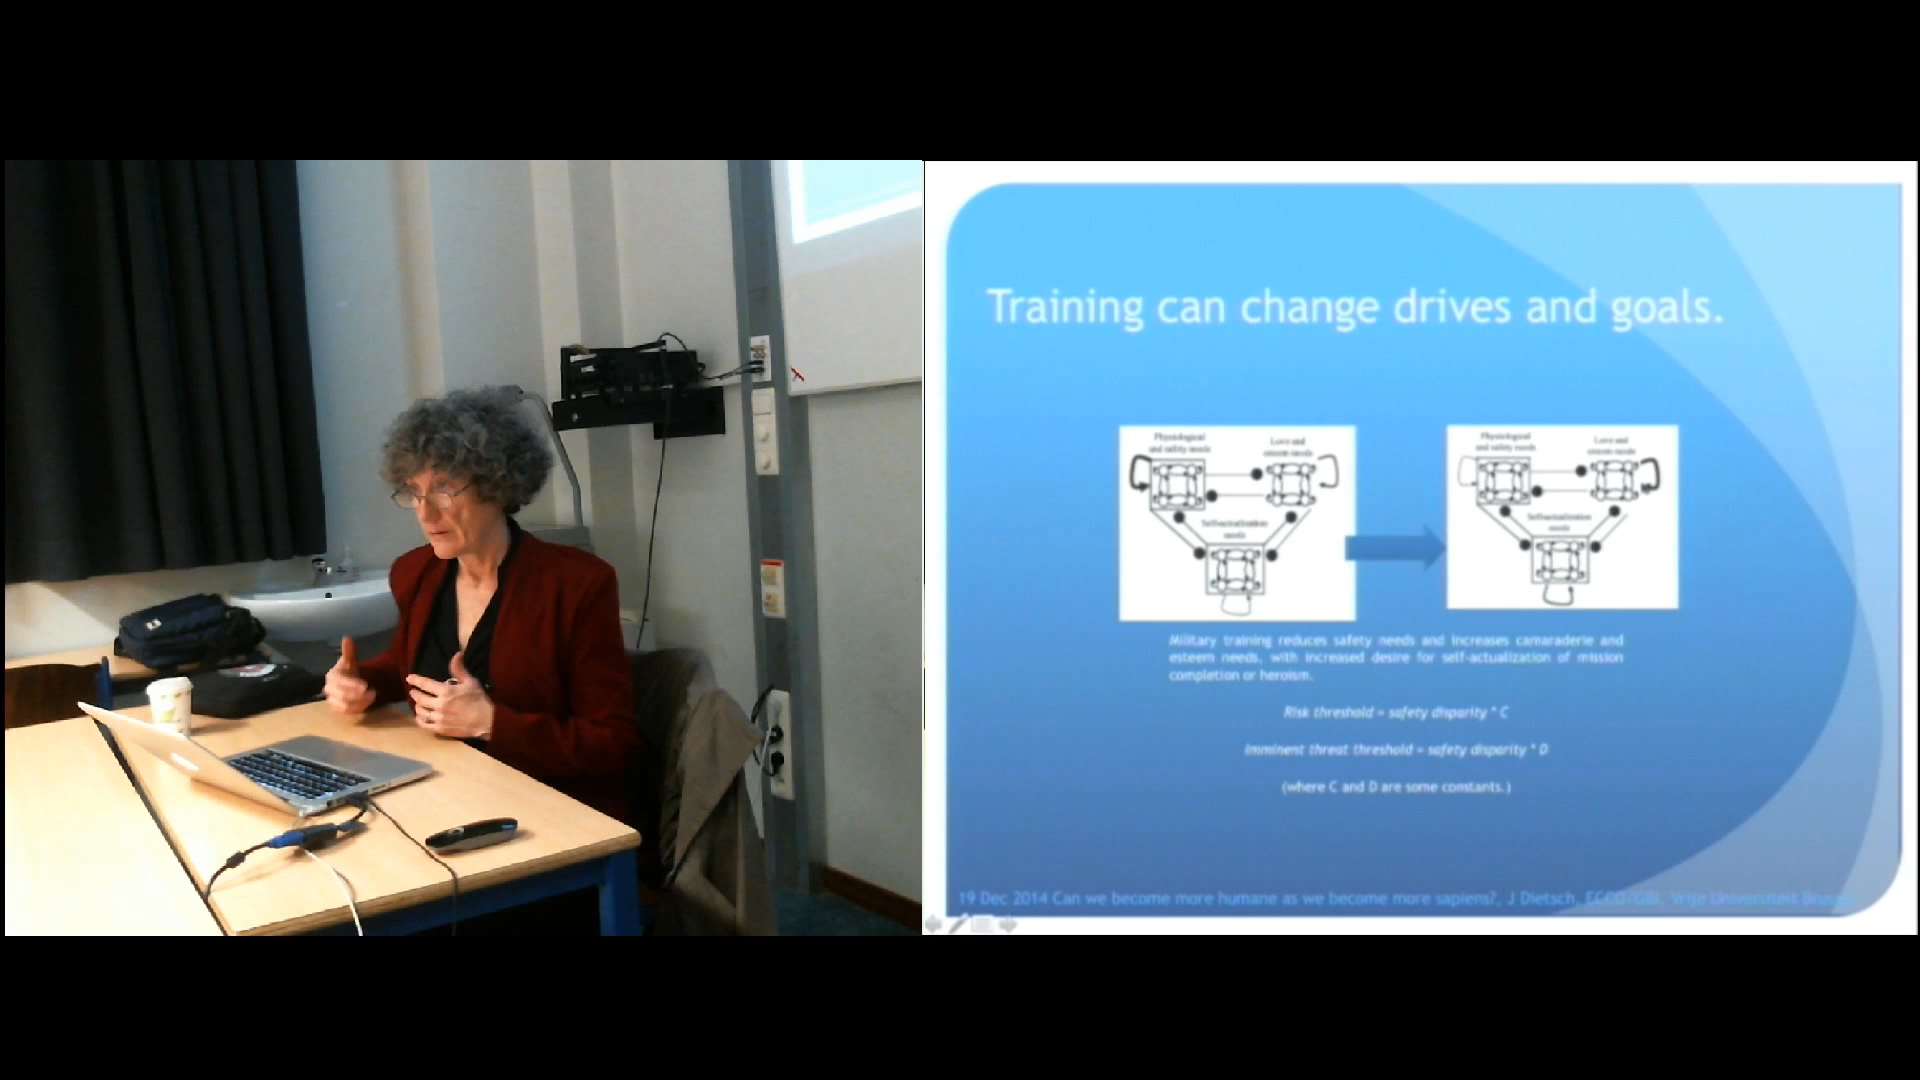 Training can change drives and goals.
Physiological
and safety needs
Love and
esteem needs
Self-actualization
needs
Physiological
and safety needs
Love and
esteem needs
Self-actualization
needs
Military training reduces safety needs and increases camaraderie and
esteem needs, with increased desire for self-actualization of mission
completion or heroism.
Risk threshold = safety disparity * C
Imminent threat threshold = safety disparity * D
(where C and D are some constants.)
19 Dec 2014 Can we become more humane as we become more sapiens?, J Dietsch, ECCO/GBI, Vrije Universiteit Brussel